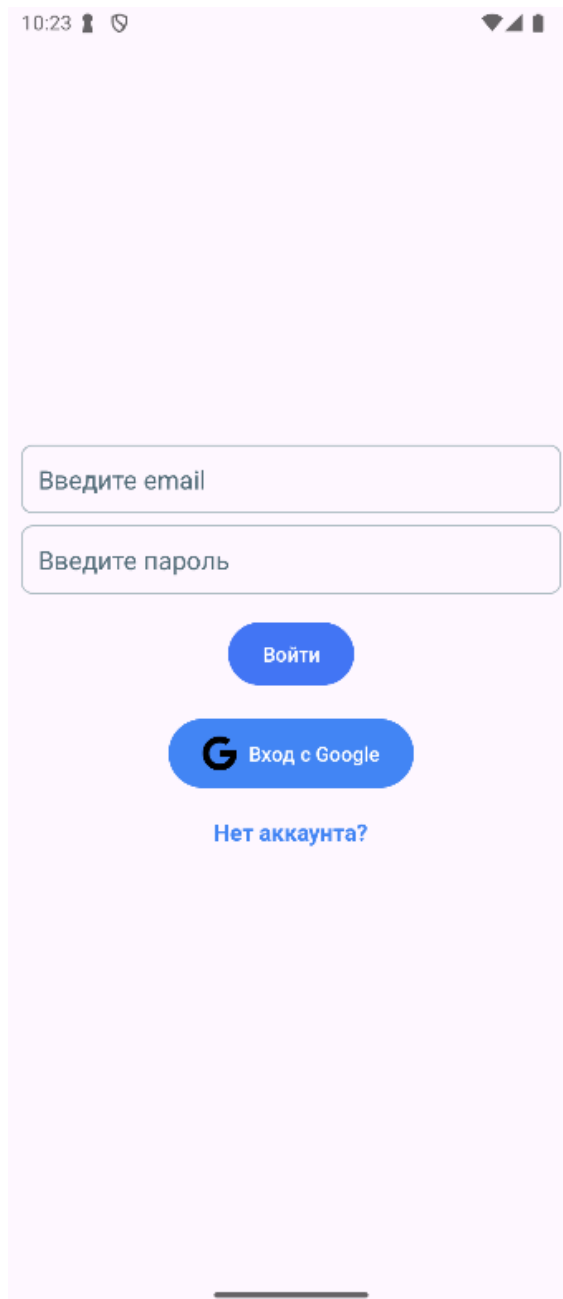 10:23
Введите email
Введите пароль
Войти
Вход с Google
Нет аккаунта?